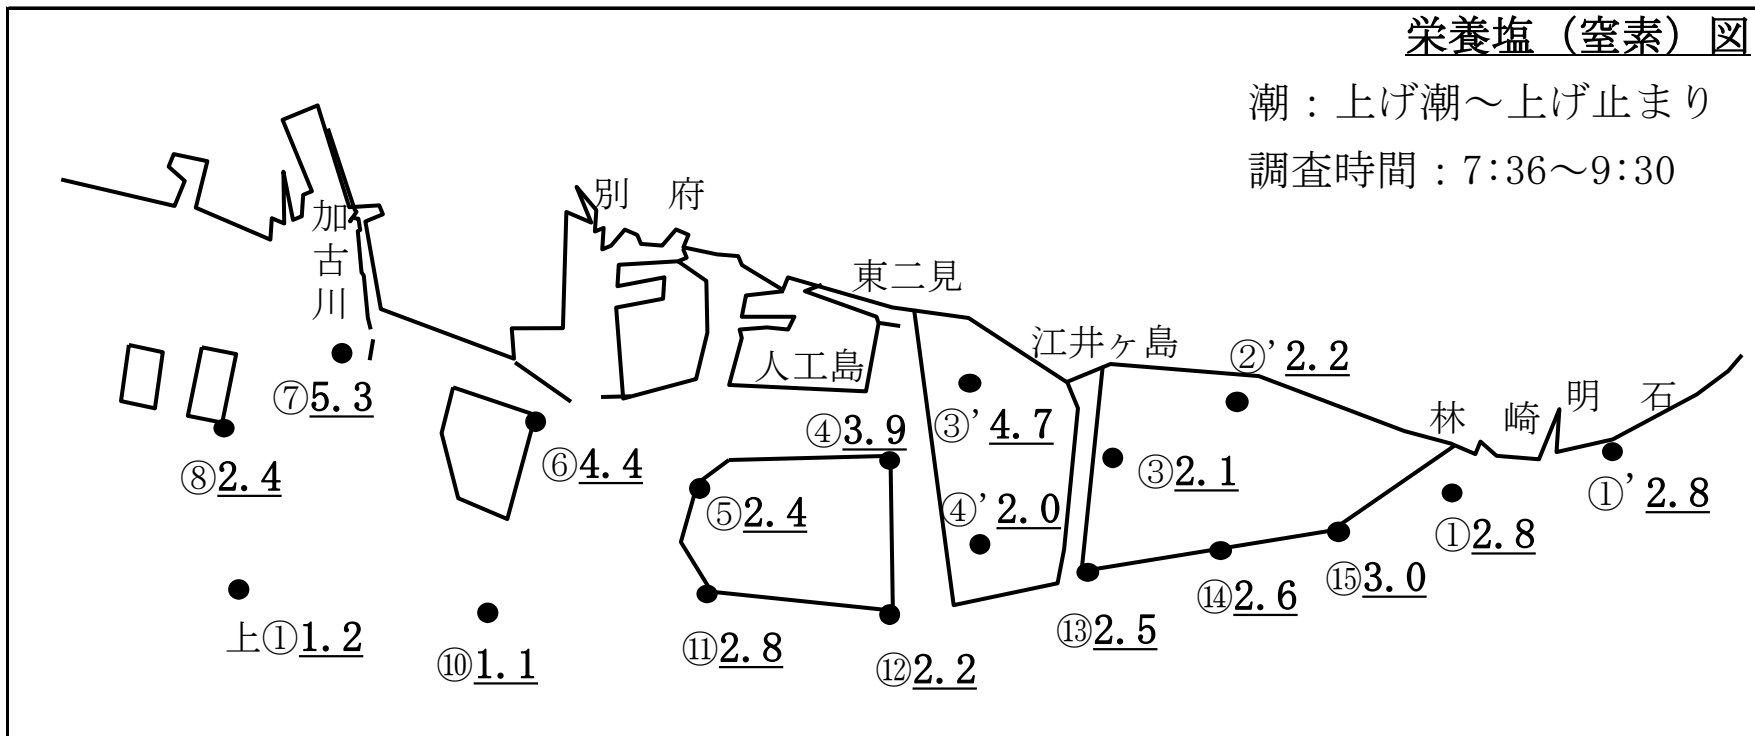 栄養塩（窒素）図
潮：上げ潮～上げ止まり
調査時間：7:36～9:30
別 府
加古川
東二見
江井ヶ島
人工島
②' 2.2
林 崎
明 石
⑦5.3
④3.9
③' 4.7
⑧2.4
⑥4.4
③2.1
①' 2.8
⑤2.4
④' 2.0
①2.8
⑮3.0
⑭2.6
⑬2.5
上①1.2
⑩1.1
⑪2.8
⑫2.2